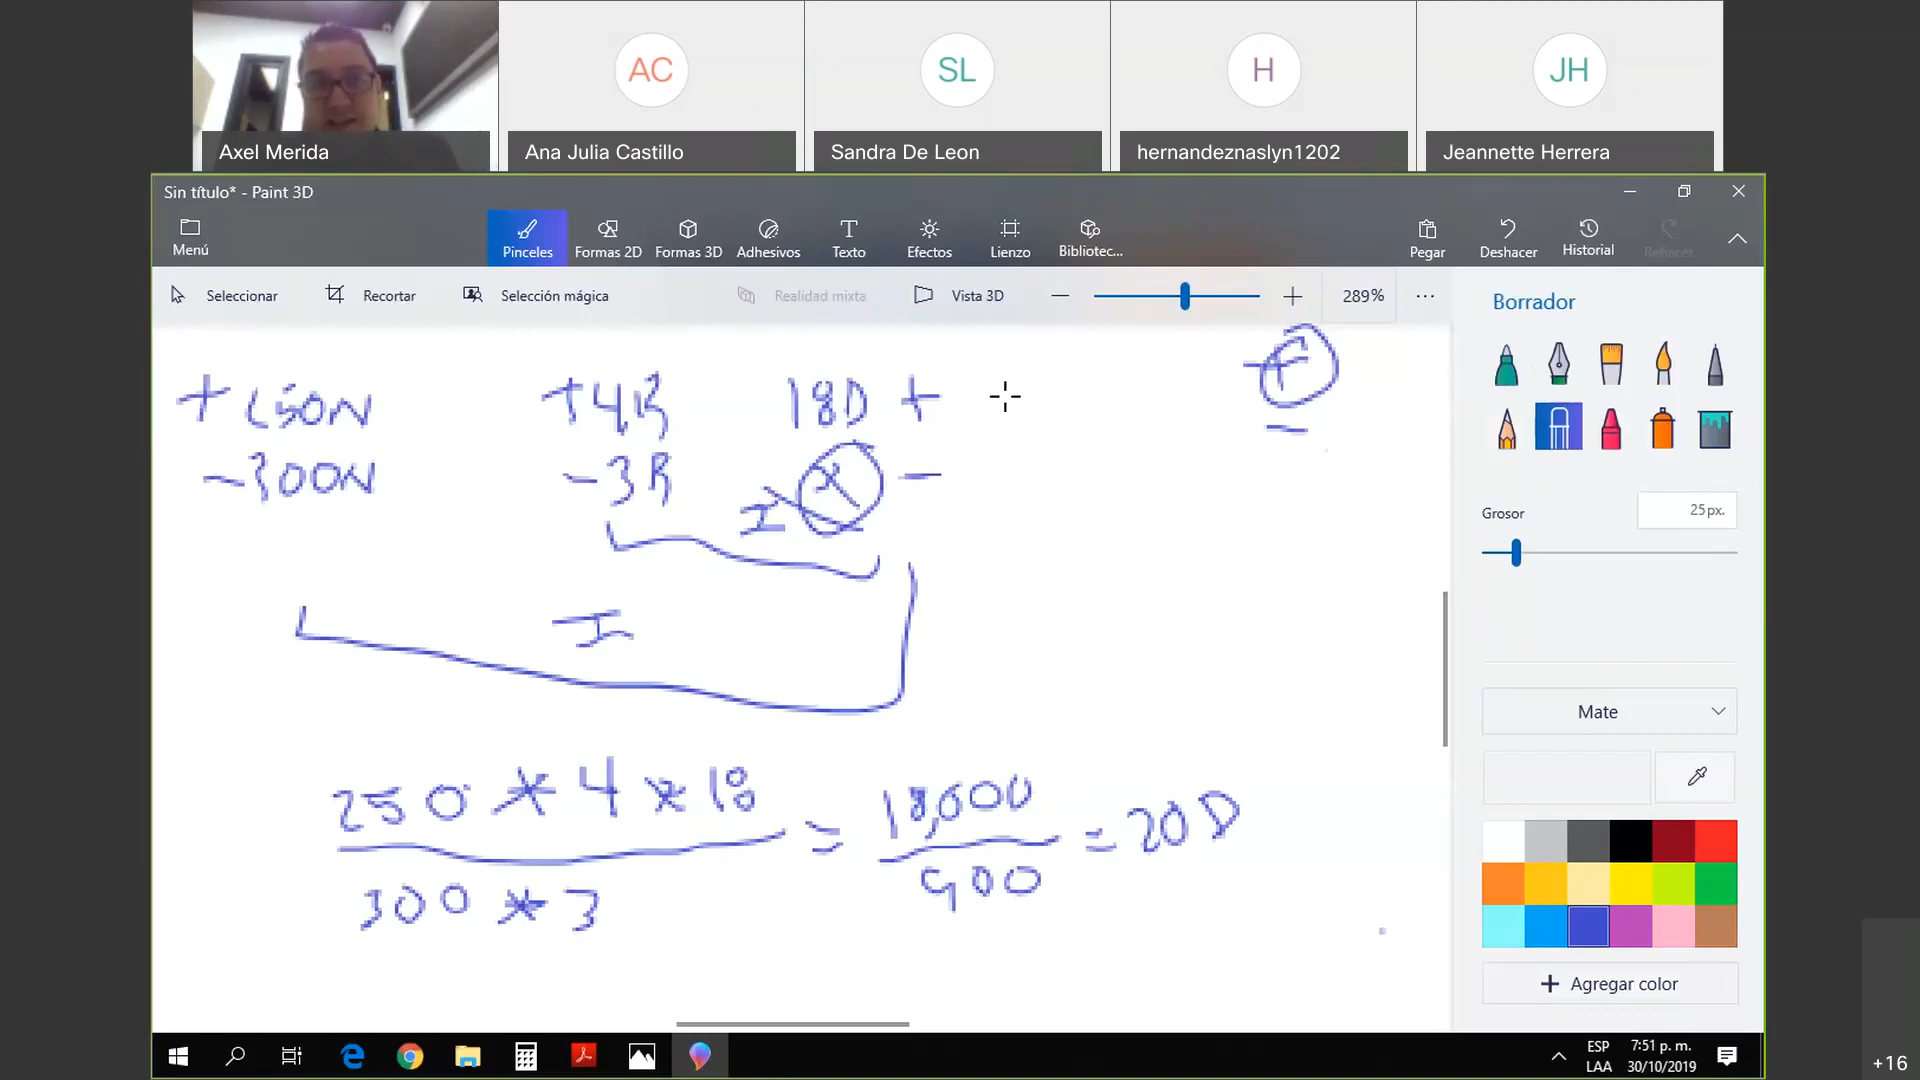 AC
SL
H
JH
Axel Merida
Ana Julia Castillo
Sandra De Leon
hernandeznaslyn1202
Jeannette Herrera
Sin título* - Paint 3D
Menú
Pinceles
Formas 2D
Formas 3D
Adhesivos
Texto
Efectos
Lienzo
Bibliotec...
Pegar
Deshacer
Historial
Rehacer
Seleccionar
Recortar
Selección mágica
Realidad mixta
Vista 3D
289%
Borrador
Grosor
25px.
Mate
Agregar color
+ 18D +
- 300N - 3R X -
I
I
250 * 4 * 18 = 18,000 = 20D
300 * 3 900
ESP
LAA
7:51 p. m.
30/10/2019
+16